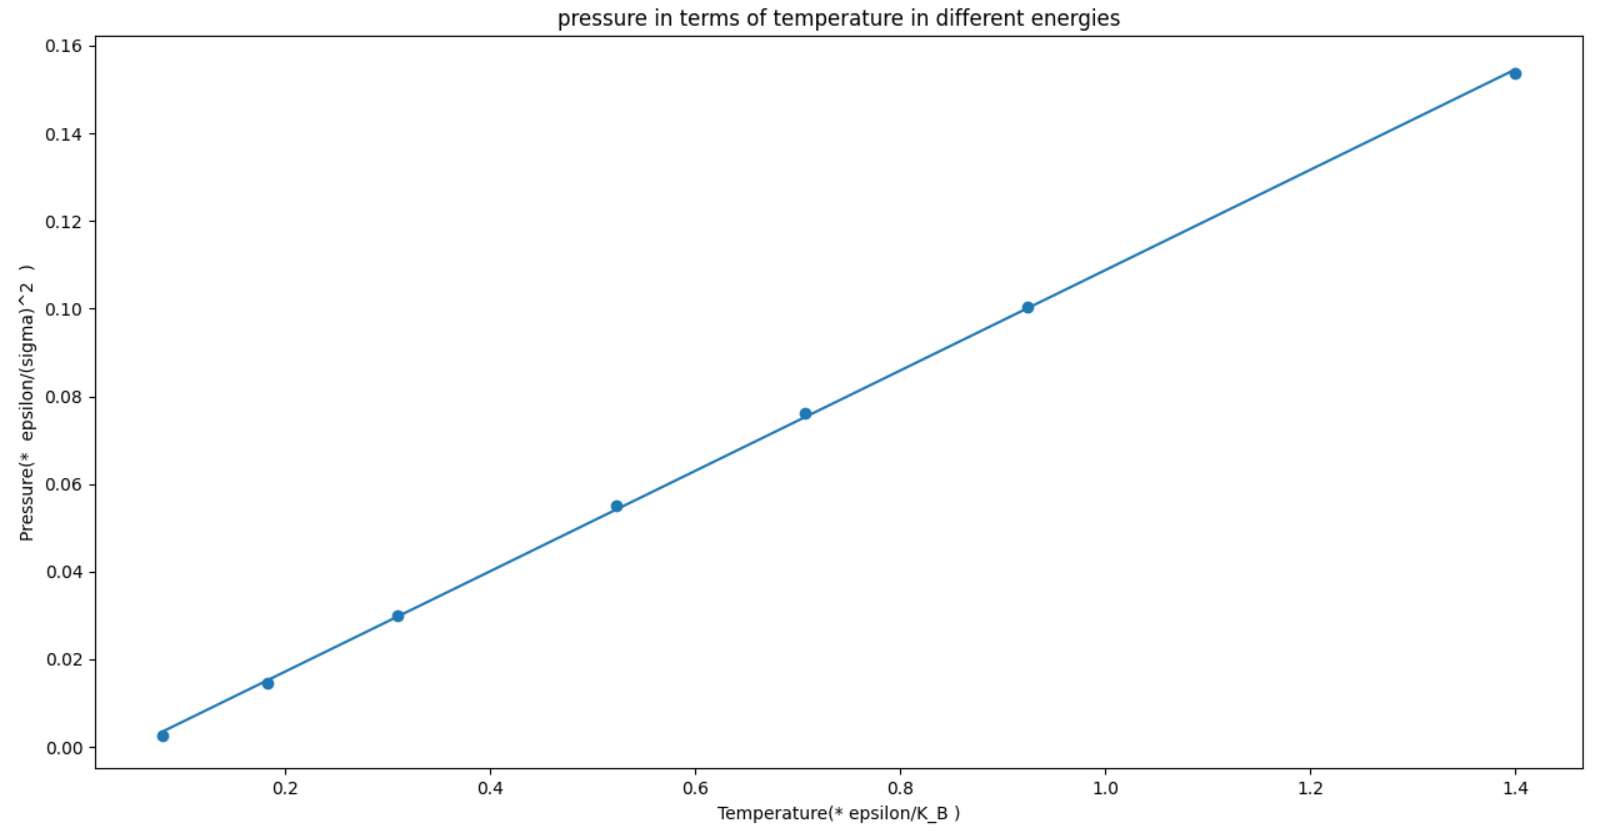 pressure in terms of temperature in different energies
0.16
0.14
0.12
0.10
0.08
0.06
0.04
0.02
0.00
Pressure(*  epsilon/(sigma)^2  )
0.2 0.4 0.6 0.8 1.0 1.2 1.4
Temperature(* epsilon/K_B )